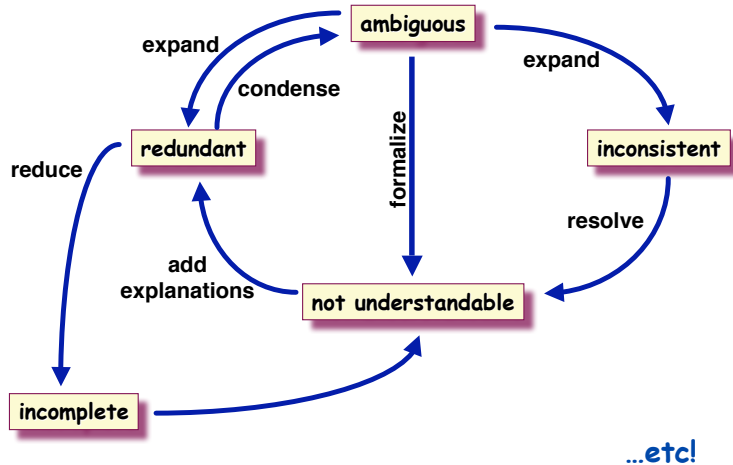 ambiguous
expand
expand
condense
formalize
redundant
inconsistent
reduce
resolve
add
explanations
not understandable
incomplete
...etc!